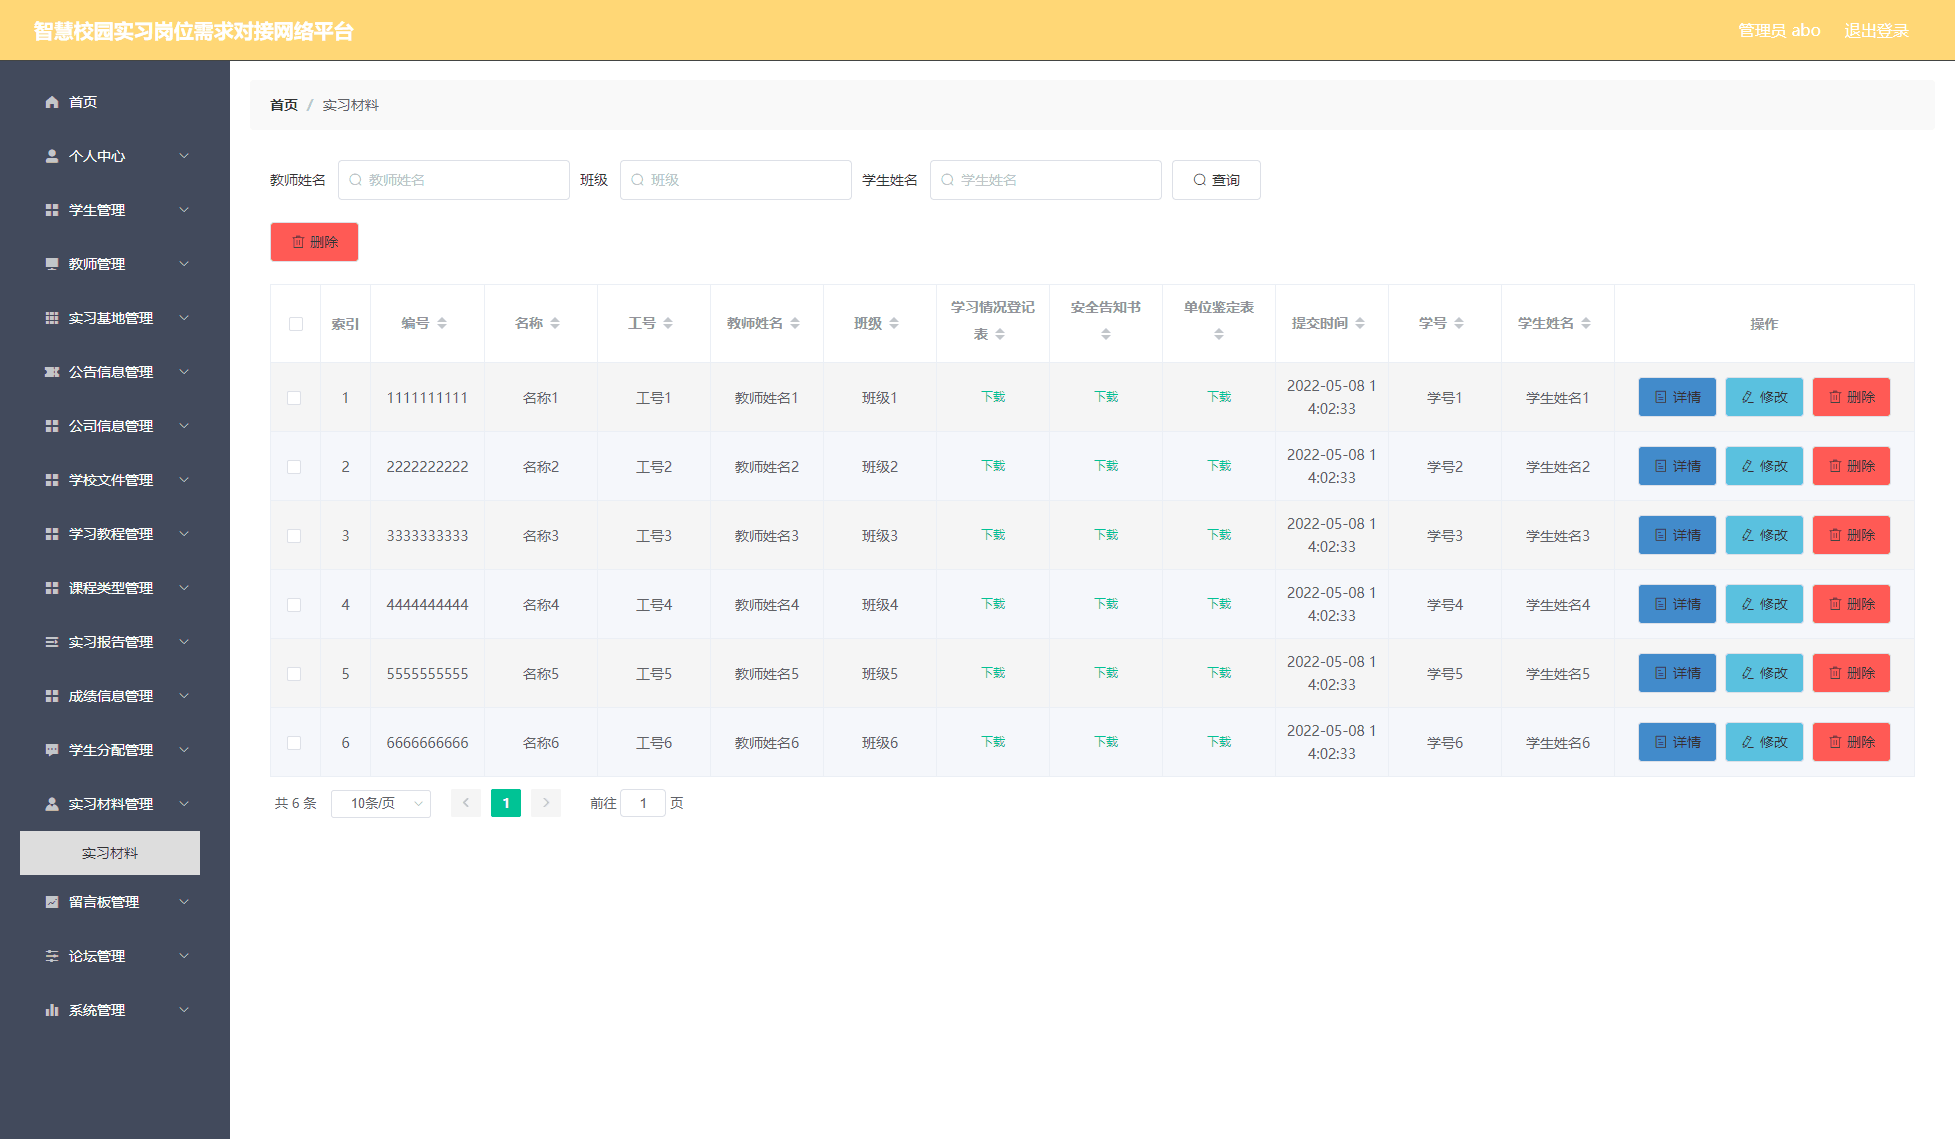 智慧校园实习岗位需求对接网络平台
管理员 abo 退出登录
首页
个人中心
学生管理
教师管理
实习基地管理
公告信息管理
公司信息管理
学校文件管理
学习教程管理
课程类型管理
实习报告管理
成绩信息管理
学生分配管理
实习材料管理
实习材料
留言板管理
论坛管理
系统管理
首页 / 实习材料
教师姓名 教师姓名 班级 班级 学生姓名 学生姓名 查询
删除
索引 编号 名称 工号 教师姓名 班级 学习情况登记表 安全告知书 单位鉴定表 提交时间 学号 学生姓名 操作
1 1111111111 名称1 工号1 教师姓名1 班级1 下载 下载 下载 2022-05-08 14:02:33 学号1 学生姓名1 详情 修改 删除
2 2222222222 名称2 工号2 教师姓名2 班级2 下载 下载 下载 2022-05-08 14:02:33 学号2 学生姓名2 详情 修改 删除
3 3333333333 名称3 工号3 教师姓名3 班级3 下载 下载 下载 2022-05-08 14:02:33 学号3 学生姓名3 详情 修改 删除
4 4444444444 名称4 工号4 教师姓名4 班级4 下载 下载 下载 2022-05-08 14:02:33 学号4 学生姓名4 详情 修改 删除
5 5555555555 名称5 工号5 教师姓名5 班级5 下载 下载 下载 2022-05-08 14:02:33 学号5 学生姓名5 详情 修改 删除
6 6666666666 名称6 工号6 教师姓名6 班级6 下载 下载 下载 2022-05-08 14:02:33 学号6 学生姓名6 详情 修改 删除
共 6 条 10条/页 1 前往 1 页